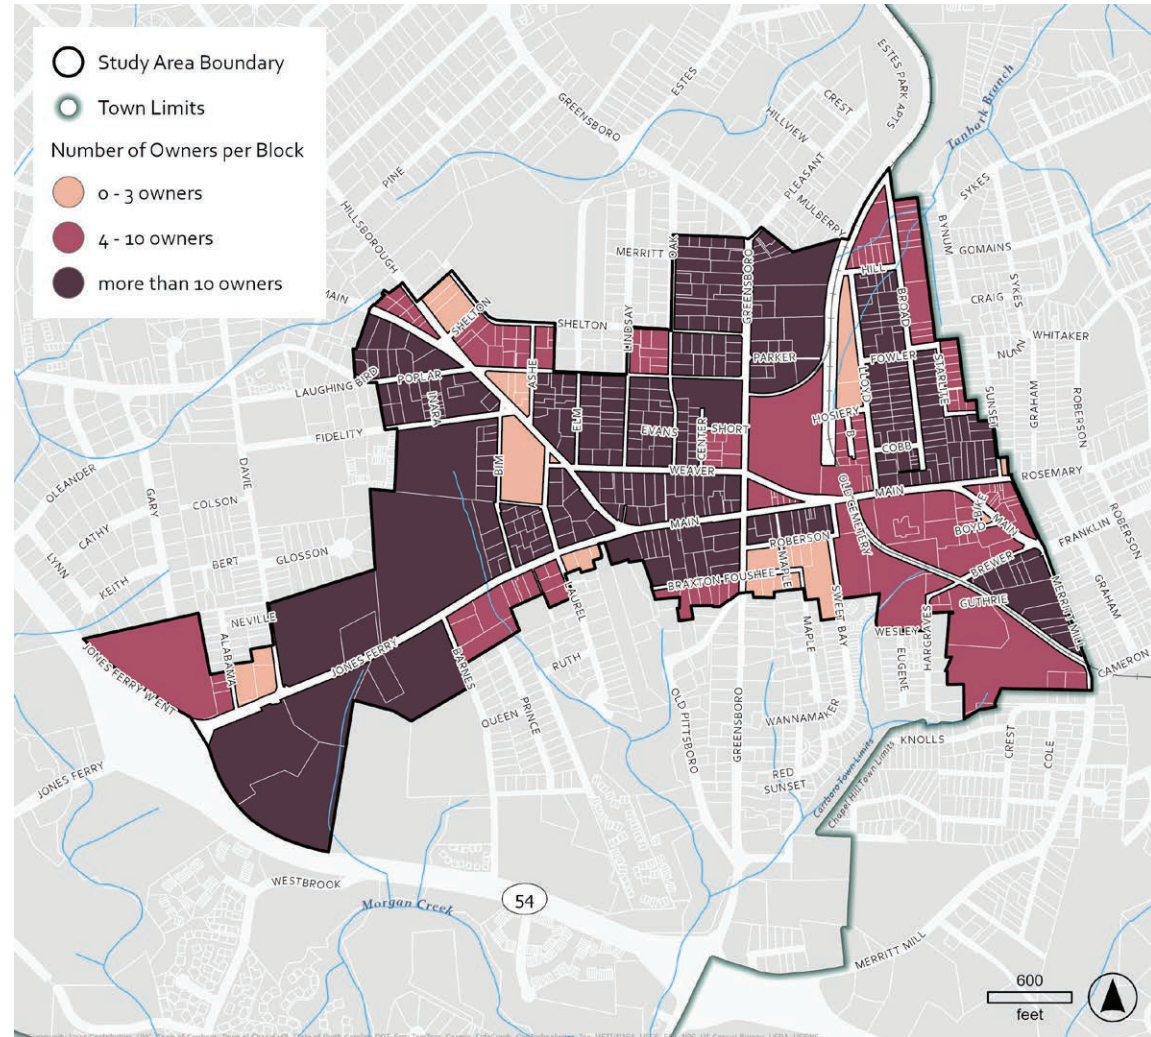 Study Area Boundary
Town Limits
Number of Owners per Block
0 - 3 owners
4 - 10 owners
more than 10 owners
ESTES PARK APTS
ESTES
CREST
HILLVIEW
GREENSBORO
PLEASANT
MULBERRY
Tanbark Branch
SYKES
BYNUM
GOMAINS
SYKES
CRAIG
NUNN
WHITAKER
PINE
HILLSBOROUGH
MAIN
MERRITT
OAK
GREENSBORO
HILL
BROAD
SHELTON
SHELTON
LINDSAY
PARKER
FOWLER
STARLITE
LLOYD
SUNSET
GRAHAM
ROBERSON
LAUGHING BIRD
POPLAR
INARA
ASHE
ELM
EVANS
CENTER
SHORT
HOSIERY
B
COBB
FIDELITY
BIM
WEAVER
MAIN
ROSEMARY
OLEANDER
GARY
DAVIE
COLSON
CATHY
LYNN
KEITH
BERT
GLOSSON
MAIN
OLD CEMETERY
BIKE
BOYD
MAIN
FRANKLIN
ROBERSON
ROBERSON
MAPLE
BREWER
BRAXTON FOUSHEE
LAUREL
SWEET BAY
GUTHRIE
MERRITT MILL
GRAHAM
NEVILLE
ALABAMA
JONES FERRY
BARNES
RUTH
MAPLE
WESLEY
EUGENE
HARGRAVES
CAMERON
JONES FERRY WENT
QUEEN
PRINCE
OLD PITTSBORO
GREENSBORO
WANNAMAKER
KNOLLS
CREST
COLE
JONES FERRY
RED
SUNSET
Carrboro Town Limits
Chapel Hill Town Limits
WESTBROOK
54
Morgan Creek
MERRITT MILL
600
feet